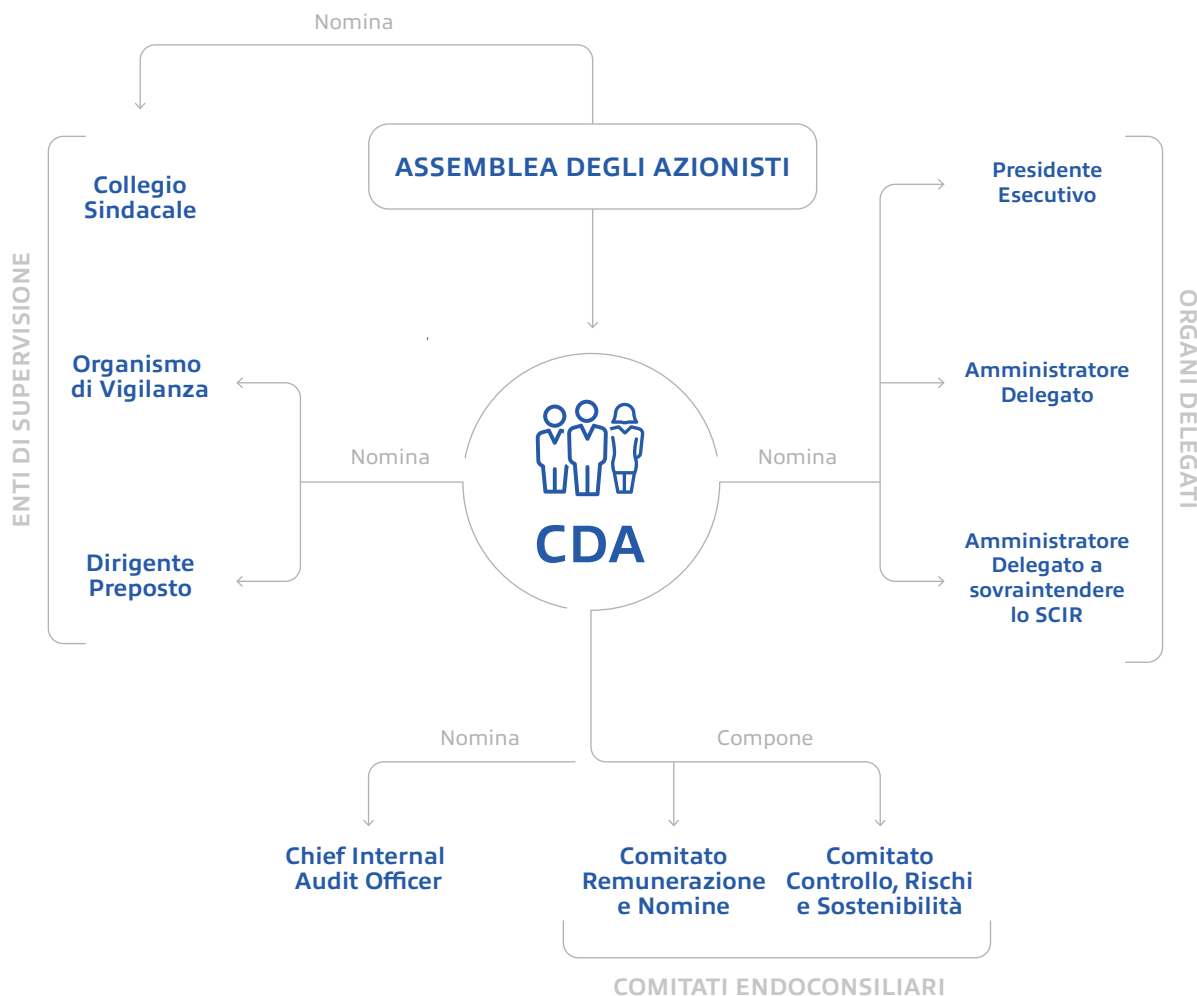 Nomina
ASSEMBLEA DEGLI AZIONISTI
ENTI DI SUPERVISIONE
Collegio
Sindacale
Organismo
di Vigilanza
Dirigente
Preposto
Nomina
CDA
Nomina
Presidente
Esecutivo
Amministratore
Delegato
Amministratore
Delegato a
sovraintendere
lo SCIR
ORGANI DELEGATI
Nomina
Compone
Chief Internal
Audit Officer
Comitato
Remunerazione
e Nomine
Comitato
Controllo, Rischi
e Sostenibilità
COMITATI ENDOCONSILIARI